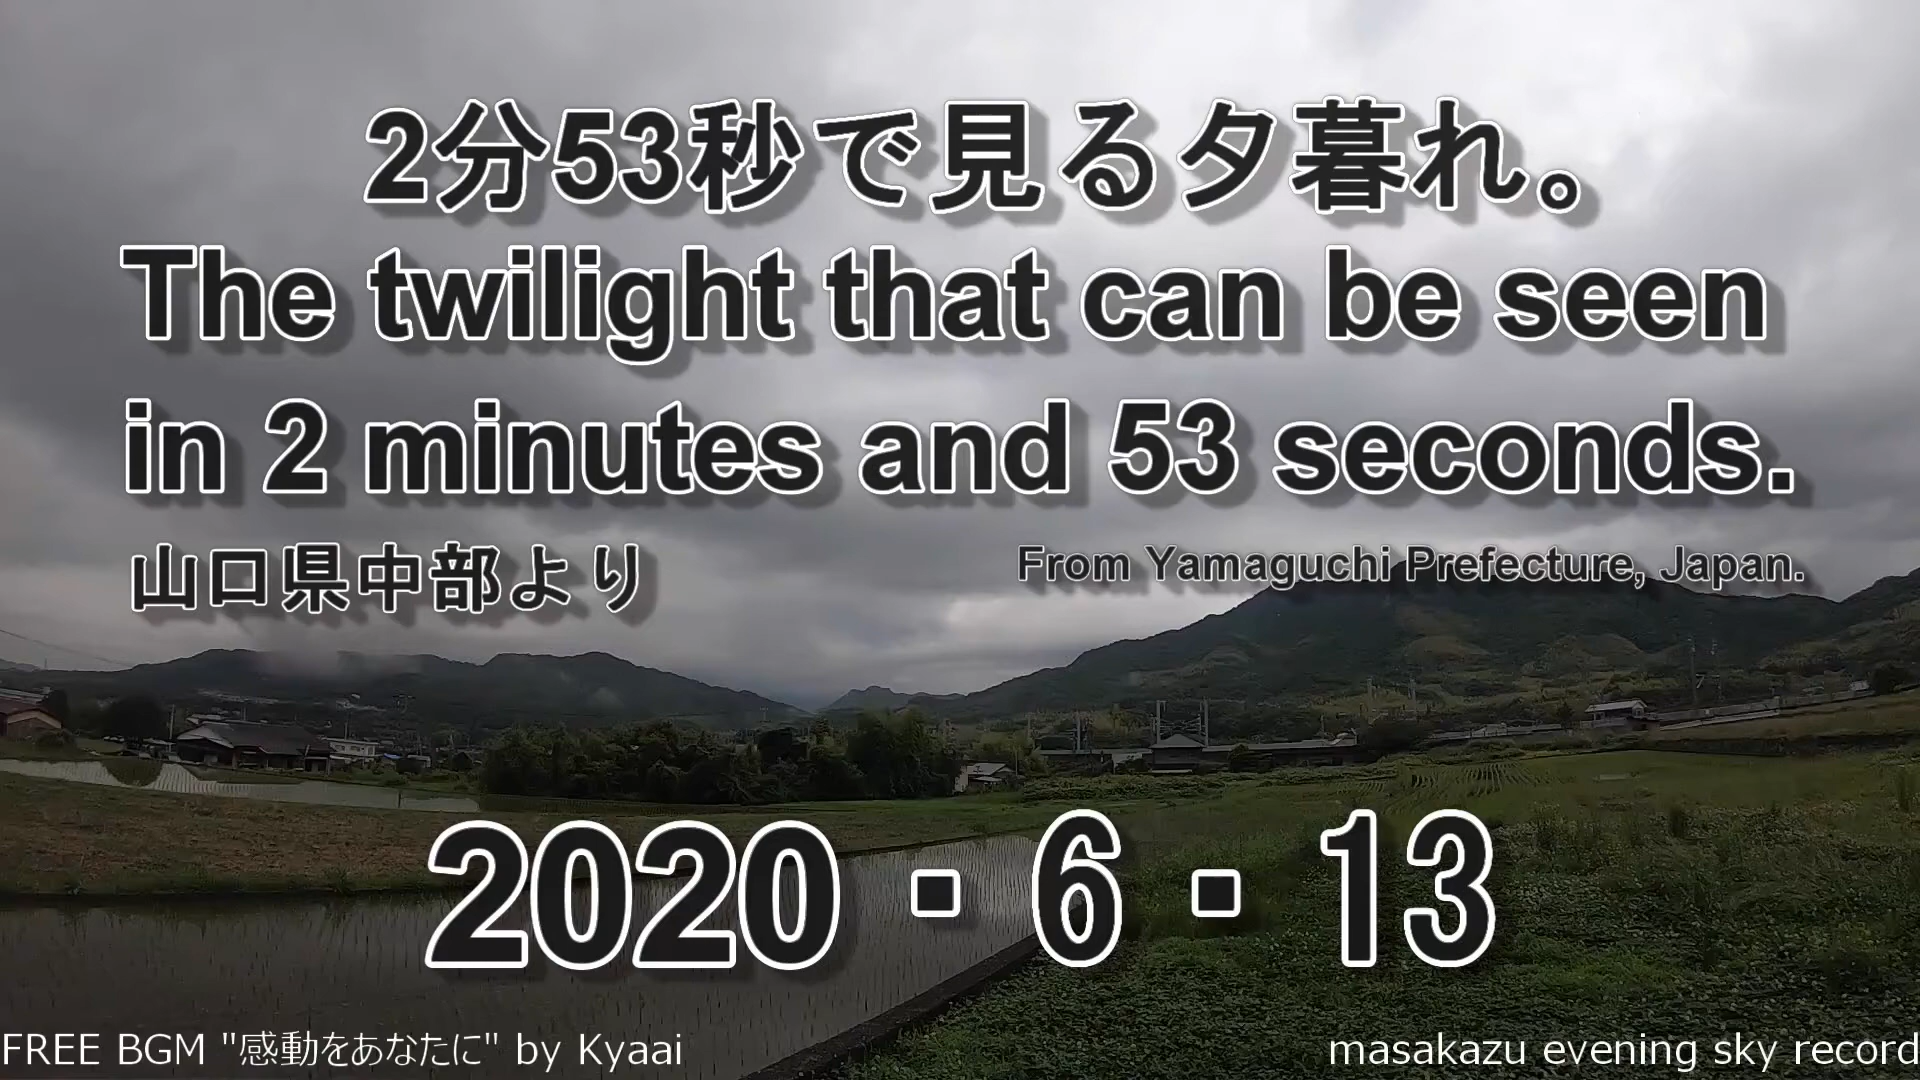 2分53秒で見る夕暮れ。
The twilight that can be seen
in 2 minutes and 53 seconds.
山口県中部より
From Yamaguchi Prefecture, Japan.
2020・6・13
FREE BGM "感動をあなたに" by Kyaai
masakazu evening sky record